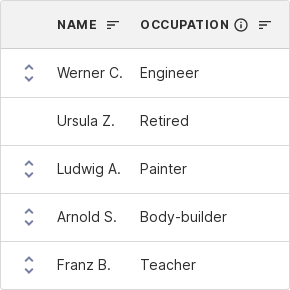 NAME OCCUPATION
Werner C. Engineer
Ursula Z. Retired
Ludwig A. Painter
Arnold S. Body-builder
Franz B. Teacher